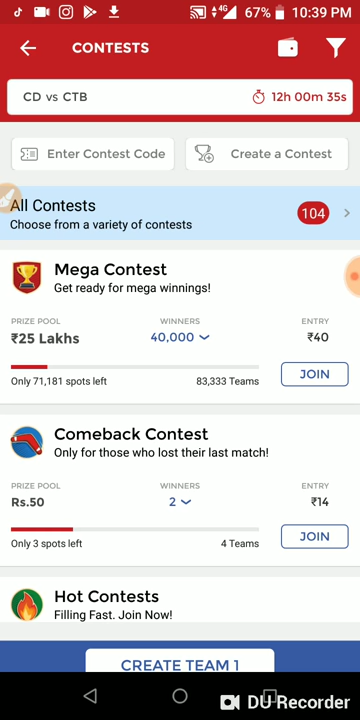 4G 67% 10:39 PM
CONTESTS
CD vs CTB 12h 00m 35s
Enter Contest Code Create a Contest
All Contests 104
Choose from a variety of contests
Mega Contest
Get ready for mega winnings!
PRIZE POOL WINNERS ENTRY
₹25 Lakhs 40,000 ₹40
Only 71,181 spots left 83,333 Teams JOIN
Comeback Contest
Only for those who lost their last match!
PRIZE POOL WINNERS ENTRY
Rs.50 2 ₹14
Only 3 spots left 4 Teams JOIN
Hot Contests
Filling Fast. Join Now!
CREATE TEAM 1
DU Recorder